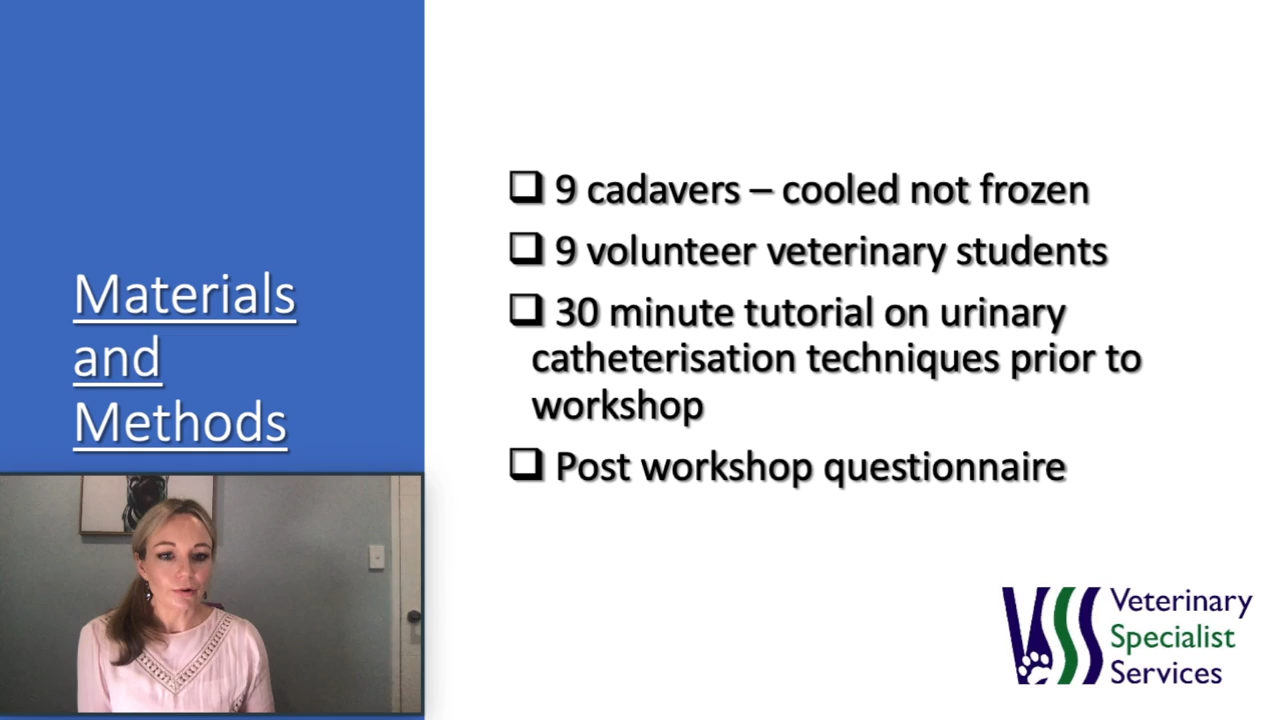 Materials
and
Methods
❑ 9 cadavers – cooled not frozen
❑ 9 volunteer veterinary students
❑ 30 minute tutorial on urinary
catheterisation techniques prior to
workshop
❑ Post workshop questionnaire
VSS
Veterinary
Specialist
Services